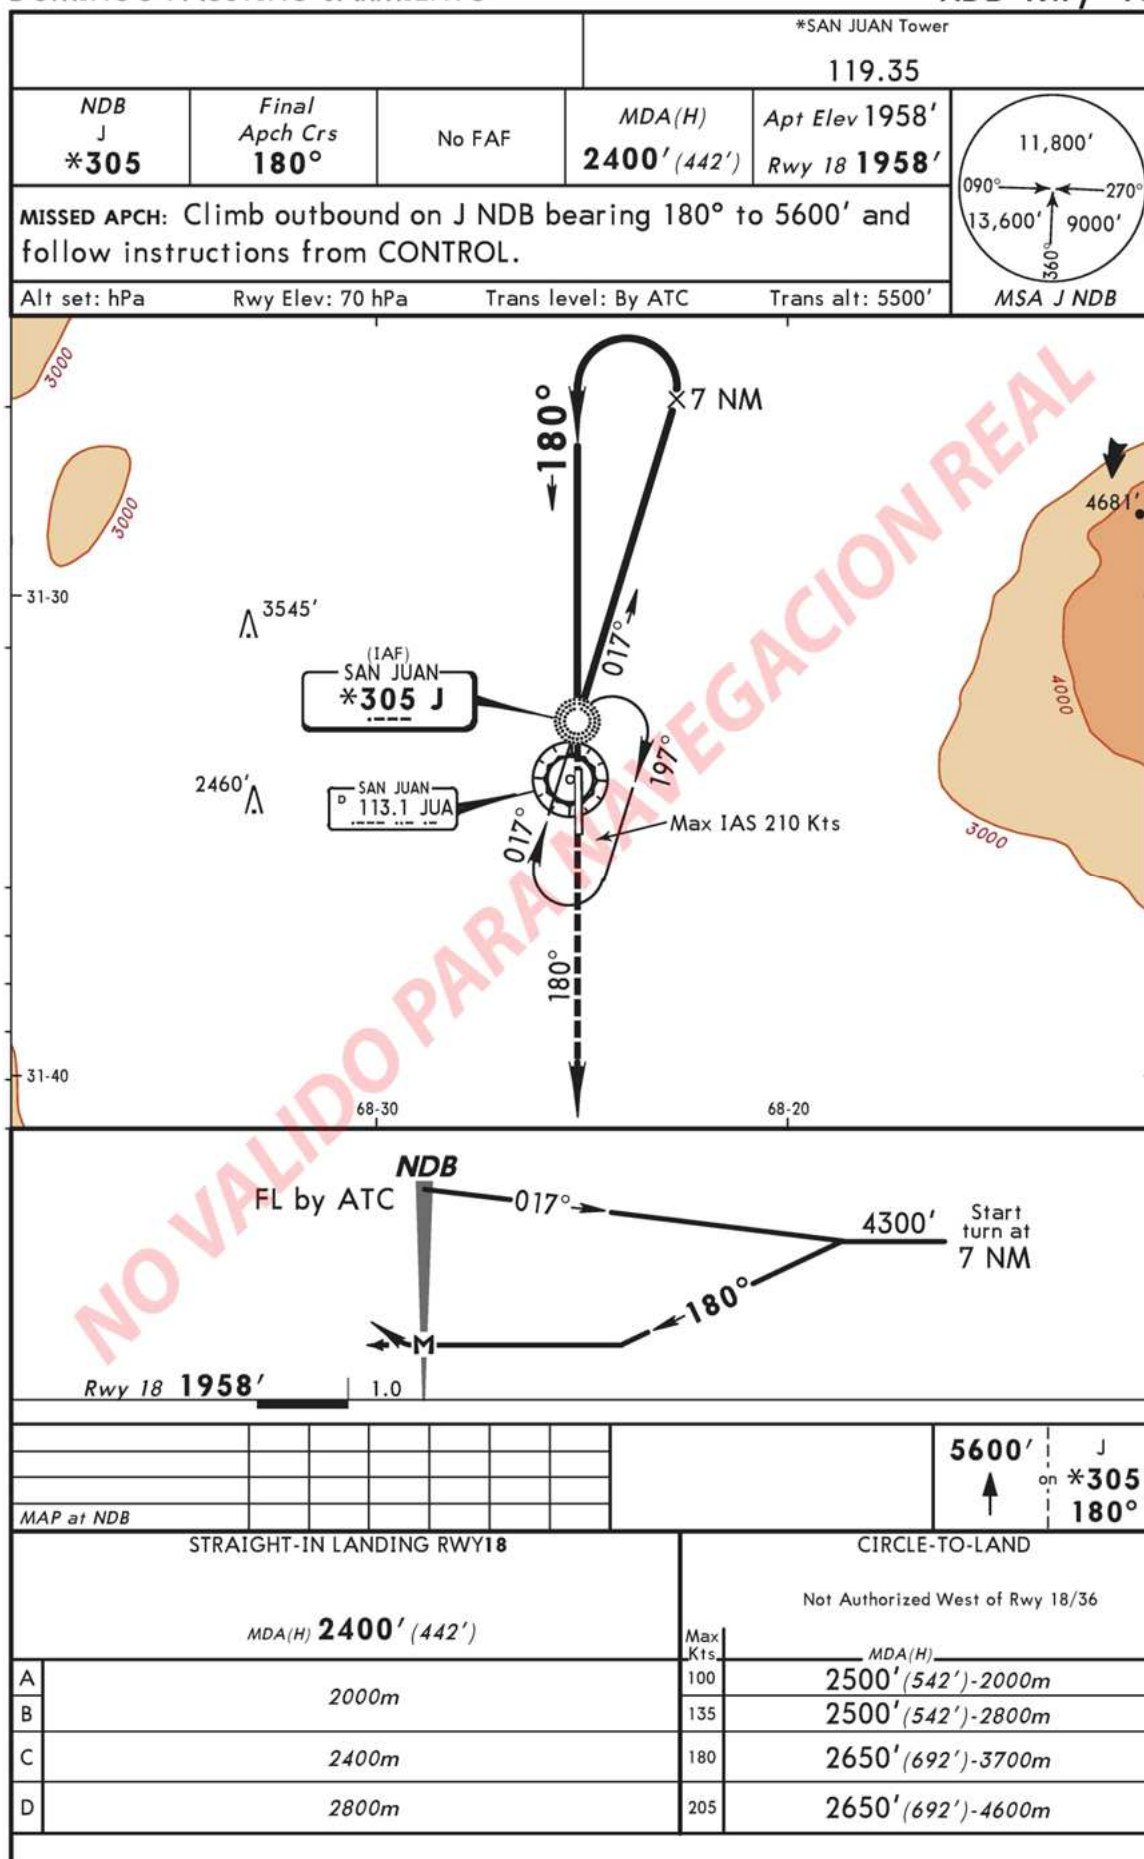 *SAN JUAN Tower
119.35
NDB
J
*305
Final
Apch Crs
180°
No FAF
MDA(H)
2400' (442')
Apt Elev 1958'
Rwy 18 1958'
11,800'
090°
270°
13,600'
9000'
360°
MSA J NDB
MISSED APCH: Climb outbound on J NDB bearing 180° to 5600' and
follow instructions from CONTROL.
Alt set: hPa
Rwy Elev: 70 hPa
Trans level: By ATC
Trans alt: 5500'
3000
180°
7 NM
3000
4681'
31-30
3545'
017°
(IAF)
SAN JUAN
*305 J
4000
197°
2460'
SAN JUAN
D 113.1 JUA
017°
Max IAS 210 Kts
3000
180°
31-40
68-30
68-20
NO VALIDO PARA NAVEGACION REAL
NDB
FL by ATC
017°
4300'
Start
turn at
7 NM
180°
M
Rwy 18 1958'
1.0
MAP at NDB
5600'
on
J
*305
180°
STRAIGHT-IN LANDING RWY18
CIRCLE-TO-LAND
Not Authorized West of Rwy 18/36
MDA(H) 2400' (442')
Max
Kts
MDA(H)
A
2000m
100
2500' (542')-2000m
B
135
2500' (542')-2800m
C
2400m
180
2650' (692')-3700m
D
2800m
205
2650' (692')-4600m